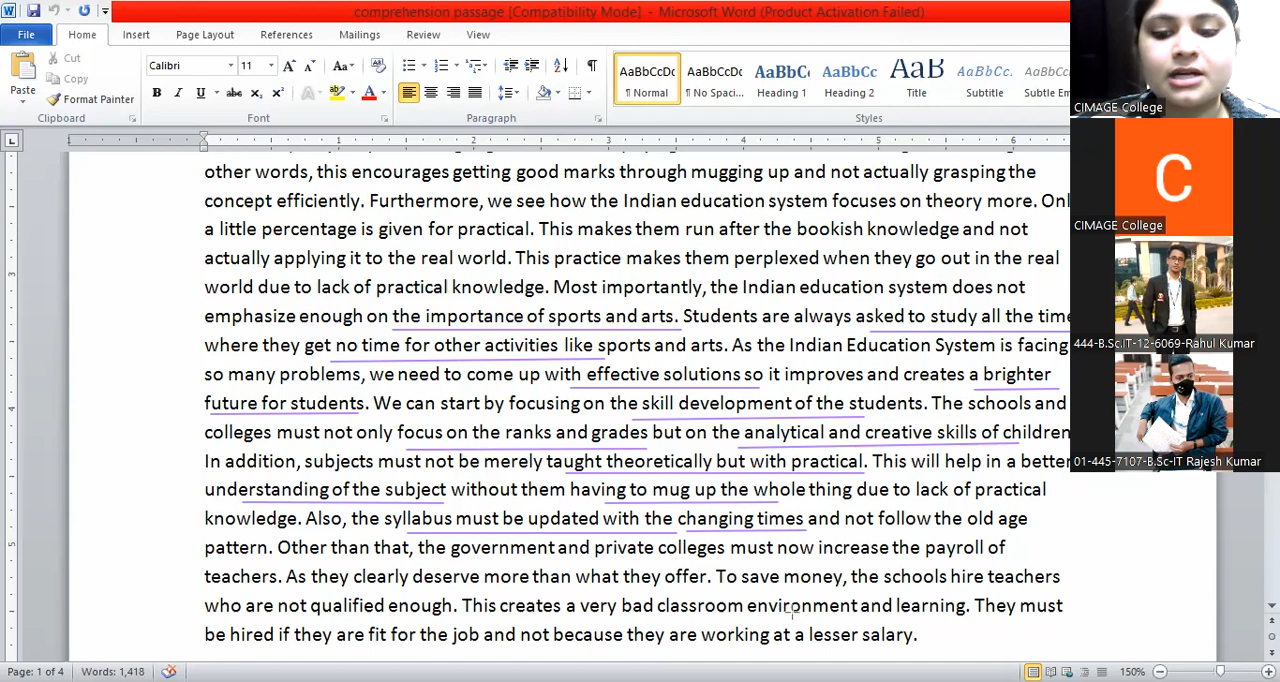 comprehension passage [Compatibility Mode] - Microsoft Word (Product Activation Failed)
File Home Insert Page Layout References Mailings Review View
Cut
Copy
Format Painter
Paste
Clipboard
Calibri 11
Font
Paragraph
AaBbCcDc AaBbCcDc AaBbC AaBbCc AaB AaBbCc. AaBbCc
¶ Normal ¶ No Spaci... Heading 1 Heading 2 Title Subtitle Subtle Em
Styles
1 2 3 4 5 6
other words, this encourages getting good marks through mugging up and not actually grasping the
concept efficiently. Furthermore, we see how the Indian education system focuses on theory more. Onl
a little percentage is given for practical. This makes them run after the bookish knowledge and not
actually applying it to the real world. This practice makes them perplexed when they go out in the real
world due to lack of practical knowledge. Most importantly, the Indian education system does not
emphasize enough on the importance of sports and arts. Students are always asked to study all the time
where they get no time for other activities like sports and arts. As the Indian Education System is facing
so many problems, we need to come up with effective solutions so it improves and creates a brighter
future for students. We can start by focusing on the skill development of the students. The schools and
colleges must not only focus on the ranks and grades but on the analytical and creative skills of children
In addition, subjects must not be merely taught theoretically but with practical. This will help in a better
understanding of the subject without them having to mug up the whole thing due to lack of practical
knowledge. Also, the syllabus must be updated with the changing times and not follow the old age
pattern. Other than that, the government and private colleges must now increase the payroll of
teachers. As they clearly deserve more than what they offer. To save money, the schools hire teachers
who are not qualified enough. This creates a very bad classroom environment and learning. They must
be hired if they are fit for the job and not because they are working at a lesser salary.
Page: 1 of 4 Words: 1,418 150%
CIMAGE College
C
CIMAGE College
444-B.Sc.IT-12-6069-Rahul Kumar
01-445-7107-B.Sc-IT Rajesh Kumar